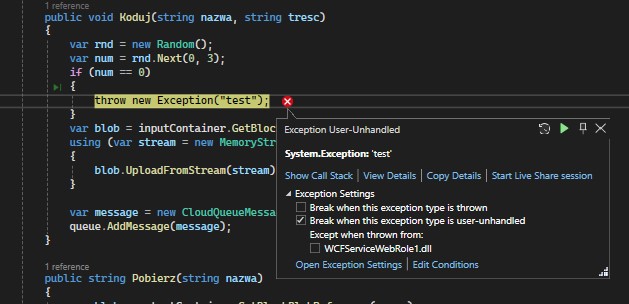 1 reference
public void Koduj(string nazwa, string tresc)
{
var rnd = new Random();
var num = rnd.Next(0, 3);
if (num == 0)
{
throw new Exception("test");
}
var blob = inputContainer.GetBloc
using (var stream = new MemoryStr
{
blob.UploadFromStream(stream)
}
var message = new CloudQueueMessa
queue.AddMessage(message);
}
1 reference
public string Pobierz(string nazwa)
{
Exception User-Unhandled
System.Exception: 'test'
Show Call Stack | View Details | Copy Details | Start Live Share session
Exception Settings
Break when this exception type is thrown
Break when this exception type is user-unhandled
Except when thrown from:
WCFServiceWebRole1.dll
Open Exception Settings | Edit Conditions